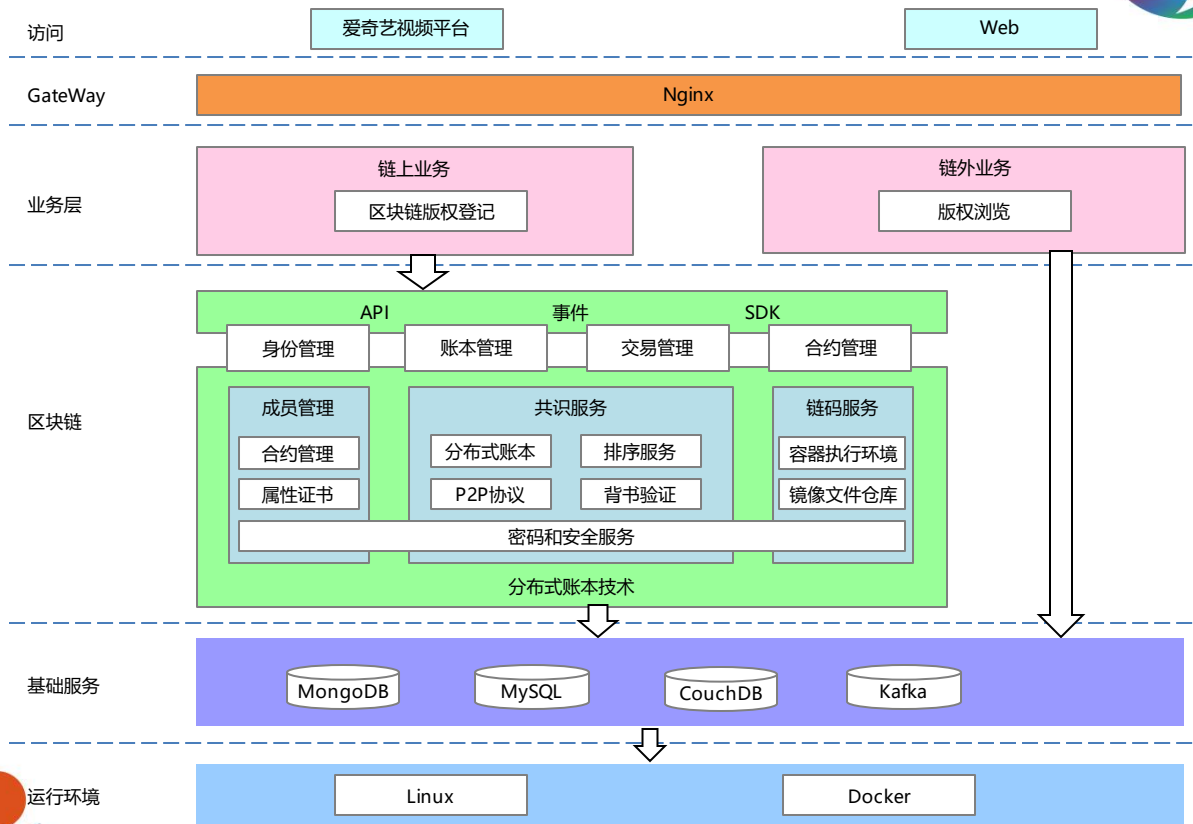 访问
爱奇艺视频平台
Web
GateWay
Nginx
业务层
链上业务
区块链版权登记
链外业务
版权浏览
区块链
API
事件
SDK
身份管理
账本管理
交易管理
合约管理
成员管理
合约管理
属性证书
共识服务
分布式账本
排序服务
P2P协议
背书验证
链码服务
容器执行环境
镜像文件仓库
密码和安全服务
分布式账本技术
基础服务
MongoDB
MySQL
CouchDB
Kafka
运行环境
Linux
Docker